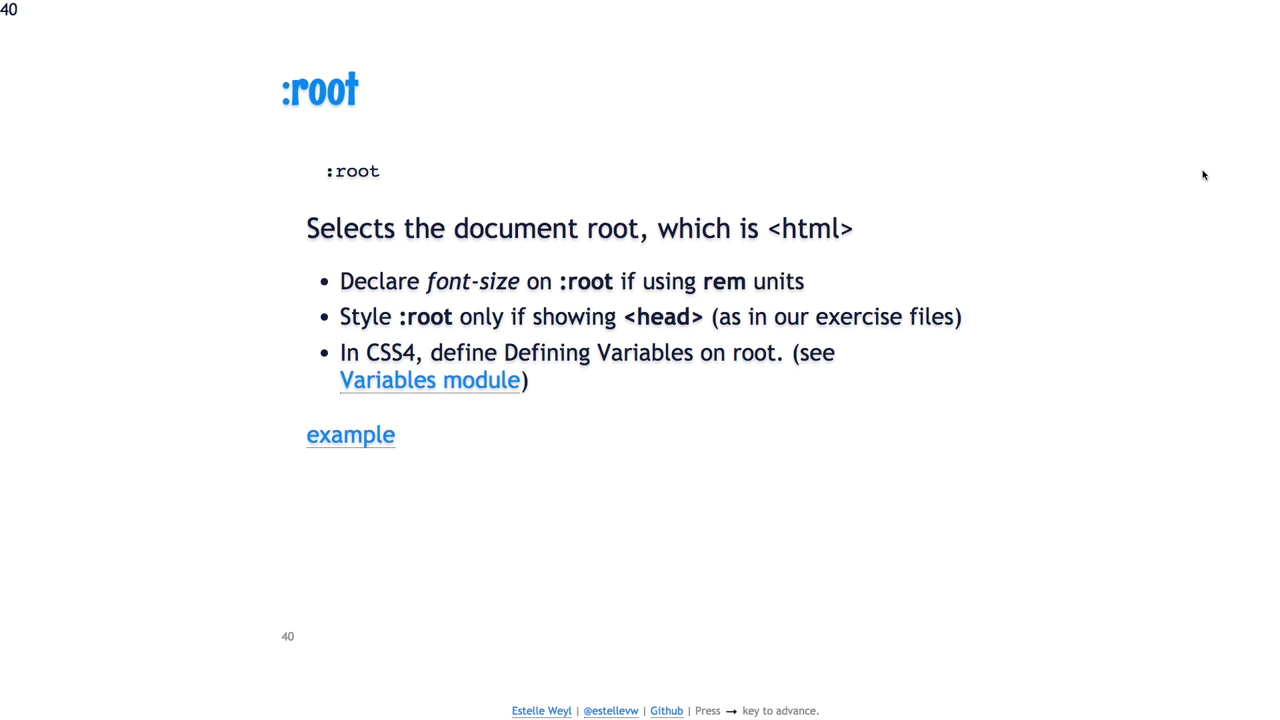 40
:root
:root
Selects the document root, which is <html>
• Declare font-size on :root if using rem units
• Style :root only if showing <head> (as in our exercise files)
• In CSS4, define Defining Variables on root. (see
Variables module)
example
40
Estelle Weyl | @estellevw | Github | Press → key to advance.